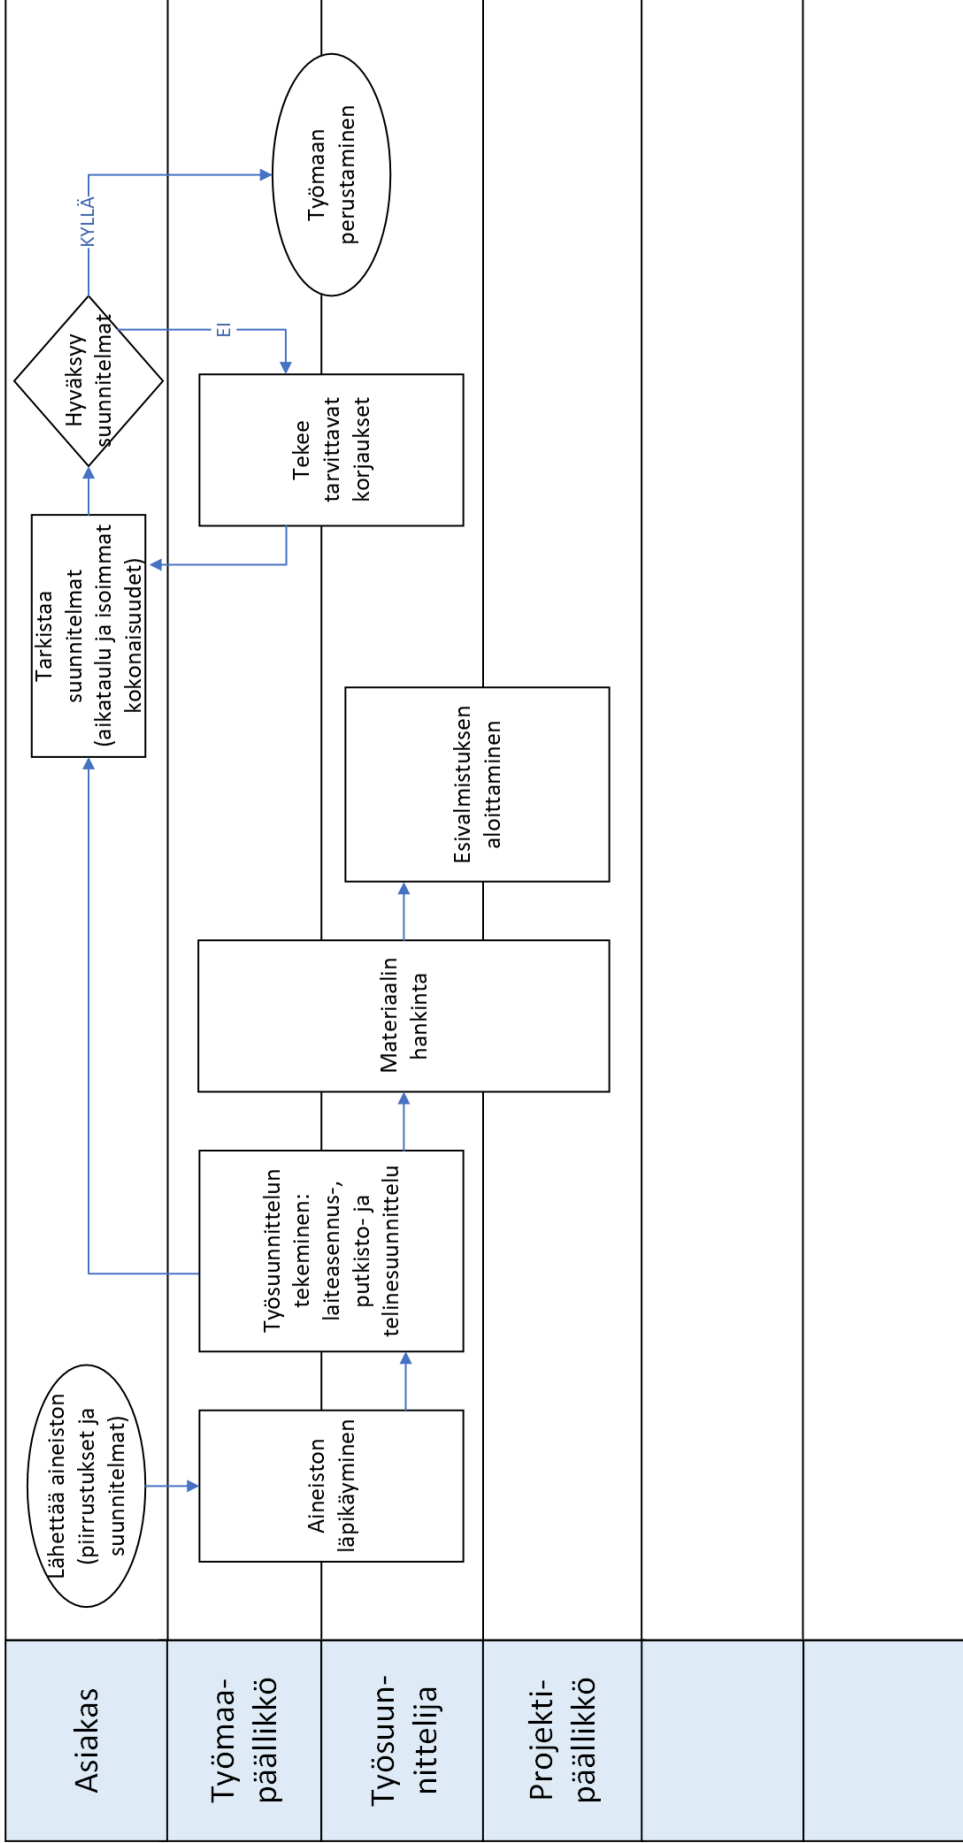 Asiakas
Lähettää aineiston
(piirrustukset ja
suunnitelmat)
Tarkistaa
suunnitelmat
(aikataulu ja isoimmat
kokonaisuudet)
Hyväksyy
suunnitelmat
KYLLÄ
EI
Työmaa-
päällikkö
Työsuun-
nittelija
Projekti-
päällikkö
Aineiston
läpikäyminen
Työsuunnittelun
tekeminen:
laiteasennus-,
putkisto- ja
telinesuunnittelu
Materiaalin
hankinta
Esivalmistuksen
aloittaminen
Tekee
tarvittavat
korjaukset
Työmaan
perustaminen